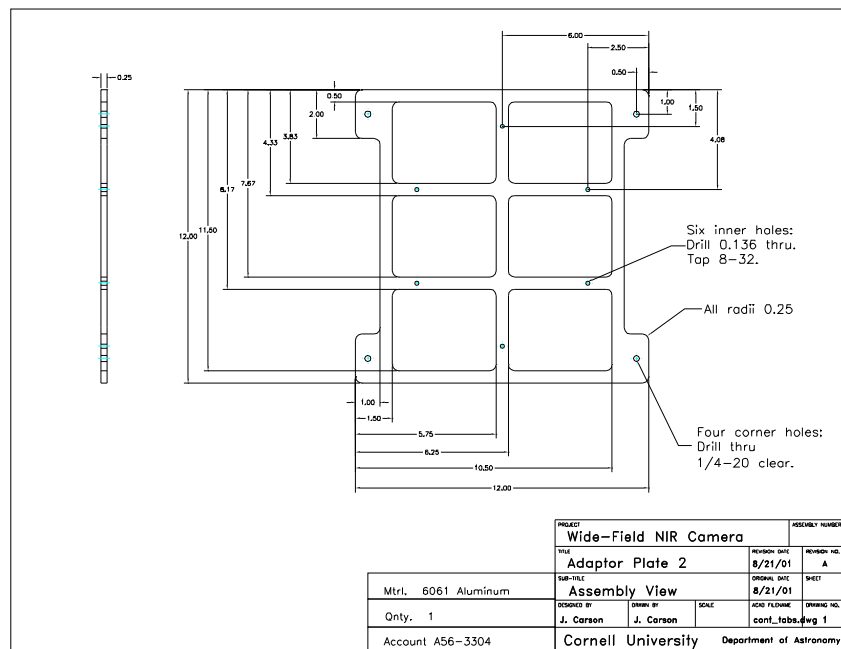 6.00
2.50
0.50
0.25
0.50
1.00
1.50
2.00
3.83
4.33
4.08
7.67
8.17
11.50
12.00
Six inner holes:
Drill 0.136 thru.
Tap 8-32.
All radii 0.25
1.00
1.50
5.75
6.25
10.50
12.00
Four corner holes:
Drill thru
1/4-20 clear.
PROJECT
Wide-Field NIR Camera
ASSEMBLY NUMBER
TITLE
Adaptor Plate 2
REVISION DATE
8/21/01
REVISION NO.
A
SUB-TITLE
Assembly View
ORIGINAL DATE
8/21/01
SHEET
Mtrl. 6061 Aluminum
DESIGNED BY
J. Carson
DRAWN BY
J. Carson
SCALE
ACAD FILENAME
cont_tabs.dwg
DRAWING NO.
1
Qnty. 1
Account A56-3304
Cornell University Department of Astronomy